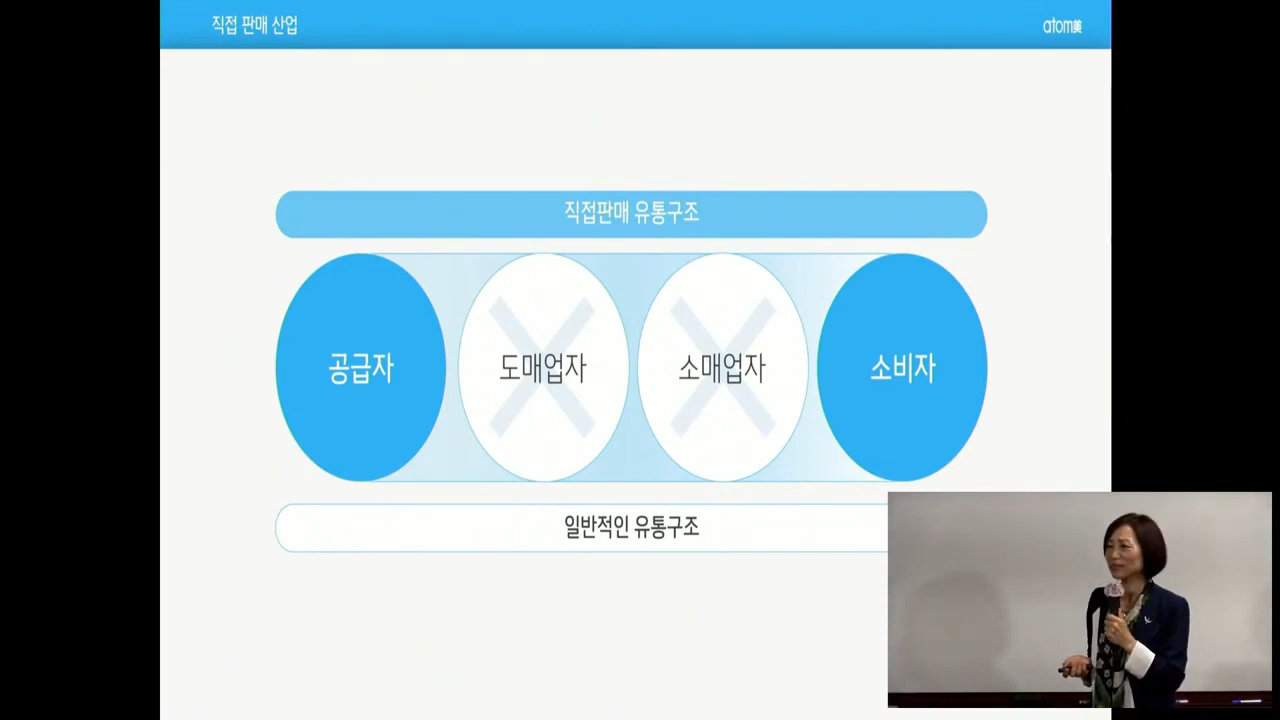 직접 판매 산업
atom美
직접판매 유통구조
공급자
도매업자
소매업자
소비자
일반적인 유통구조